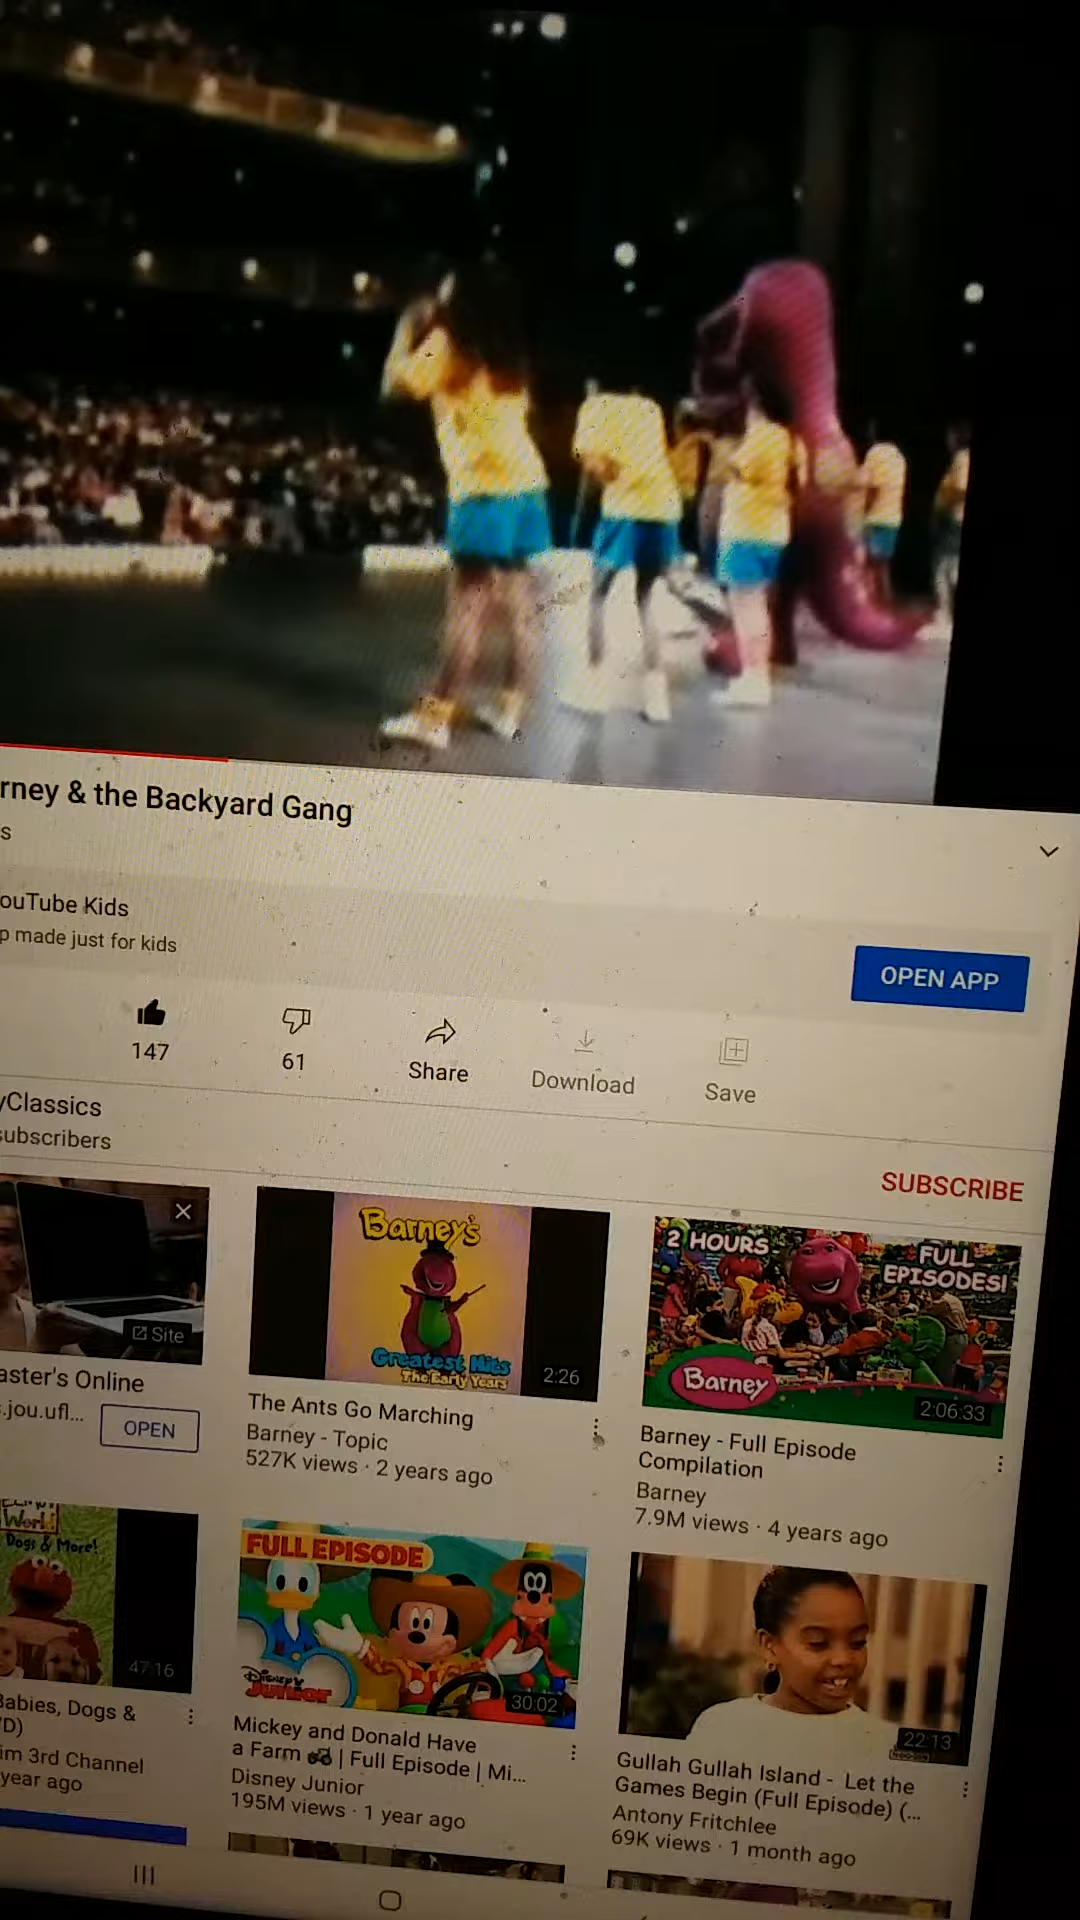 rney & the Backyard Gang
s
ouTube Kids
p made just for kids
OPEN APP
147
61
Share
Download
Save
yClassics
subscribers
SUBSCRIBE
Site
aster's Online
.jou.ufl...
OPEN
Barney's
Greatest Hits
The Early Years
2:26
The Ants Go Marching
Barney - Topic
527K views · 2 years ago
2 HOURS
FULL
EPISODES!
Barney
2:06:33
Barney - Full Episode
Compilation
Barney
7.9M views · 4 years ago
World
Dogs & More!
47:16
Babies, Dogs &
D)
im 3rd Channel
year ago
FULL EPISODE
Disney
Junior
30:02
Mickey and Donald Have
a Farm 🚜 | Full Episode | Mi...
Disney Junior
195M views · 1 year ago
22:13
Gullah Gullah Island - Let the
Games Begin (Full Episode) (...
Antony Fritchlee
69K views · 1 month ago